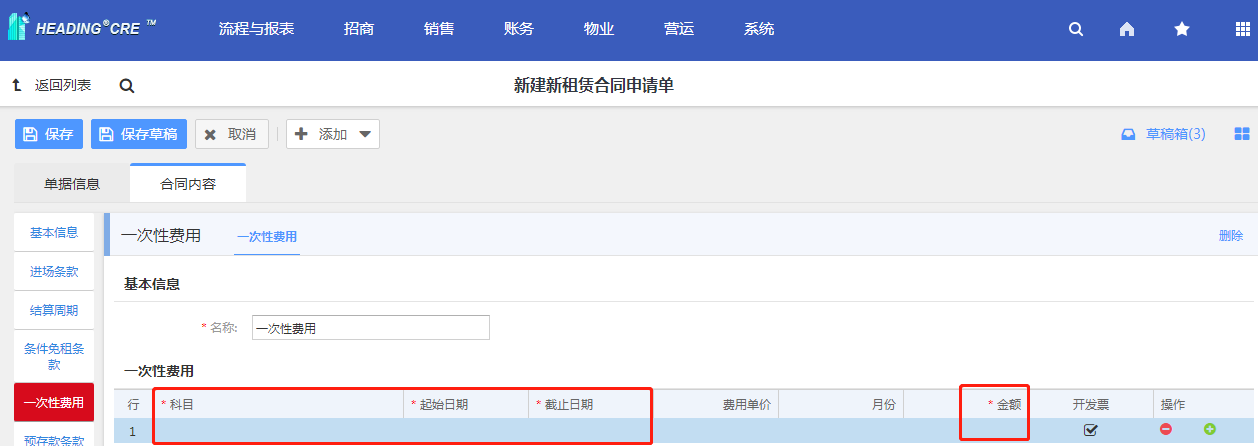 HEADING®CRE ™
流程与报表 招商 销售 账务 物业 营运 系统
返回列表 新建新租赁合同申请单
保存 保存草稿 取消 添加 草稿箱(3)
单据信息 合同内容
基本信息
进场条款
结算周期
条件免租条
款
一次性费用
预存款条款
一次性费用 一次性费用 删除
基本信息
* 名称: 一次性费用
一次性费用
行 * 科目 * 起始日期 * 截止日期 费用单价 月份 * 金额 开发票 操作
1